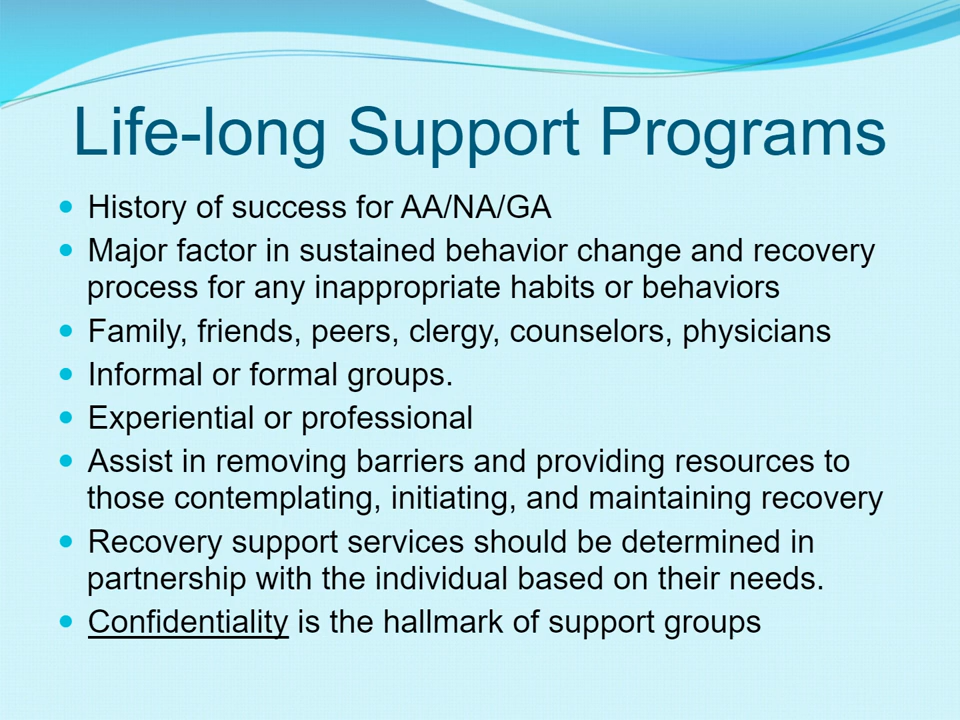 Life-long Support Programs
• History of success for AA/NA/GA
• Major factor in sustained behavior change and recovery
process for any inappropriate habits or behaviors
• Family, friends, peers, clergy, counselors, physicians
• Informal or formal groups.
• Experiential or professional
• Assist in removing barriers and providing resources to
those contemplating, initiating, and maintaining recovery
• Recovery support services should be determined in
partnership with the individual based on their needs.
• Confidentiality is the hallmark of support groups